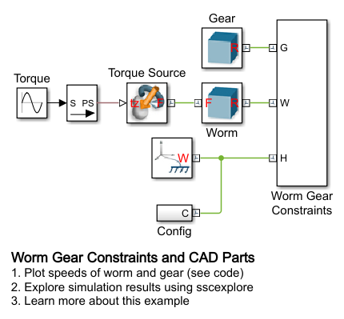 Gear
G
Torque
Torque Source
S PS
F
W
Worm
W
H
C
Config
Worm Gear
Constraints
Worm Gear Constraints and CAD Parts
1. Plot speeds of worm and gear (see code)
2. Explore simulation results using sscexplore
3. Learn more about this example